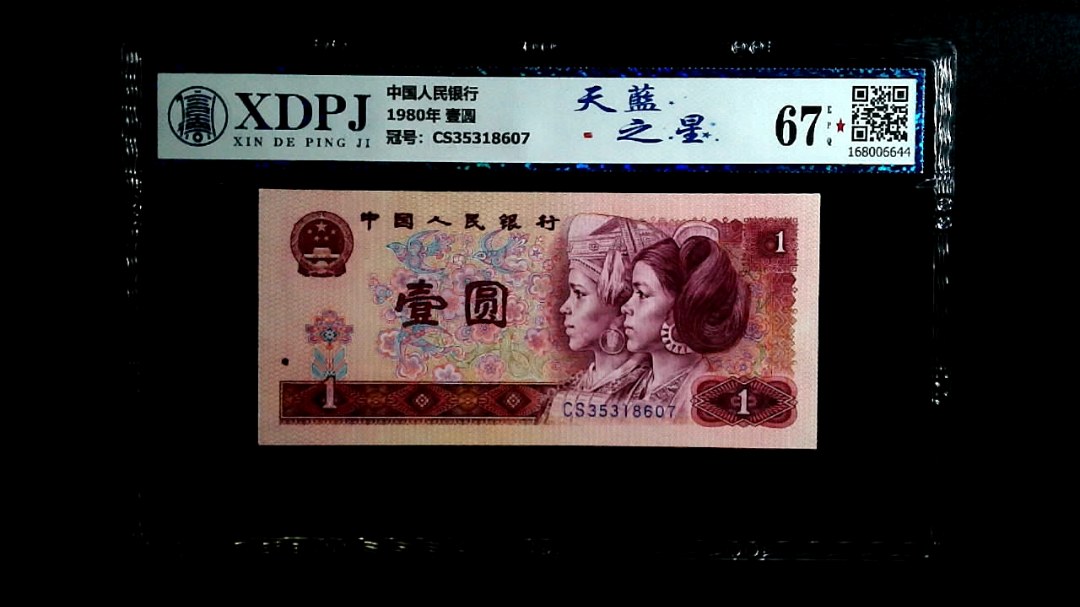 XDPJ
XIN DE PING JI
中国人民银行
1980年 壹圆
冠号：CS35318607
天藍
之星
67
EPQ
168006644
中国人民银行
1
壹圆
1
CS35318607
1